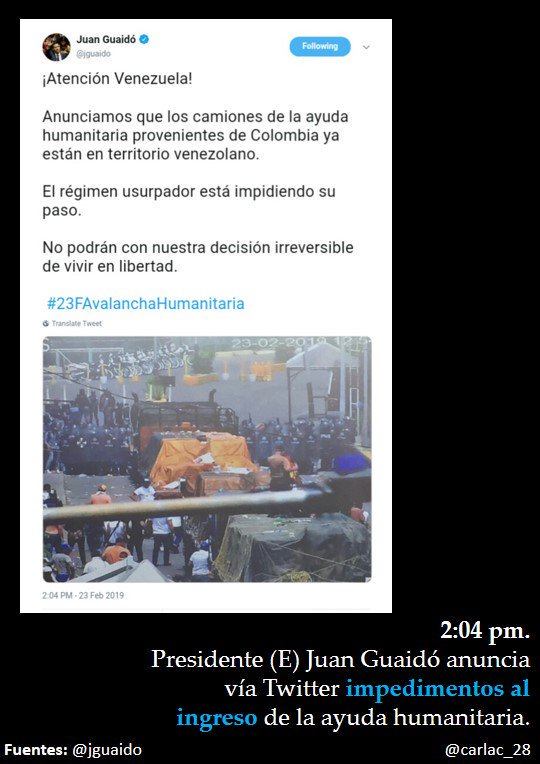 Juan Guaidó
@jguaido
Following
¡Atención Venezuela!
Anunciamos que los camiones de la ayuda
humanitaria provenientes de Colombia ya
están en territorio venezolano.
El régimen usurpador está impidiendo su
paso.
No podrán con nuestra decisión irreversible
de vivir en libertad.
#23FAvalanchaHumanitaria
Translate Tweet
23-02-2019
2:04 PM - 23 Feb 2019
2:04 pm.
Presidente (E) Juan Guaidó anuncia
vía Twitter impedimentos al
ingreso de la ayuda humanitaria.
Fuentes: @jguaido
@carlac_28